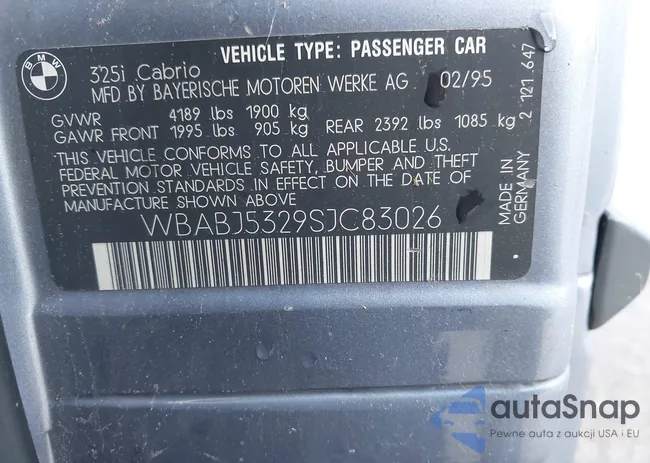 BMW
VEHICLE TYPE: PASSENGER CAR
325i Cabrio
MFD BY BAYERISCHE MOTOREN WERKE AG 02/95
GVWR 4189 lbs 1900 kg
GAWR FRONT 1995 lbs 905 kg REAR 2392 lbs 1085 kg
THIS VEHICLE CONFORMS TO ALL APPLICABLE U.S.
FEDERAL MOTOR VEHICLE SAFETY, BUMPER AND THEFT
PREVENTION STANDARDS IN EFFECT ON THE DATE OF
MANUFACTURE SHOWN ABOVE
WBABJ5329SJC83026
MADE IN
GERMANY
2 121 647
autaSnap
Pewne auta z aukcji USA i EU